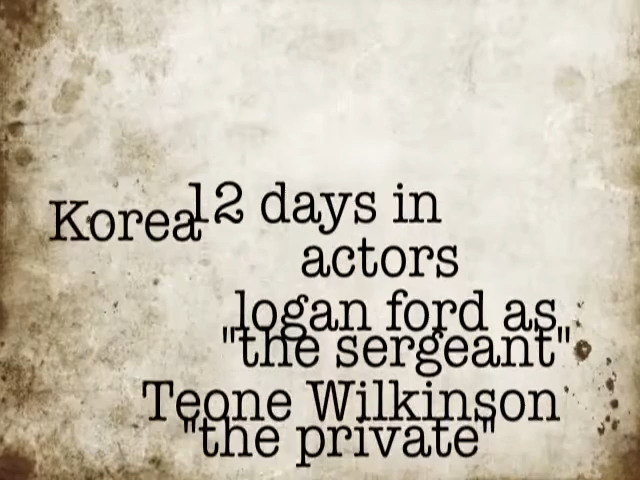 12 days in
Korea
actors
logan ford as
"the sergeant"
Teone Wilkinson
"the private"